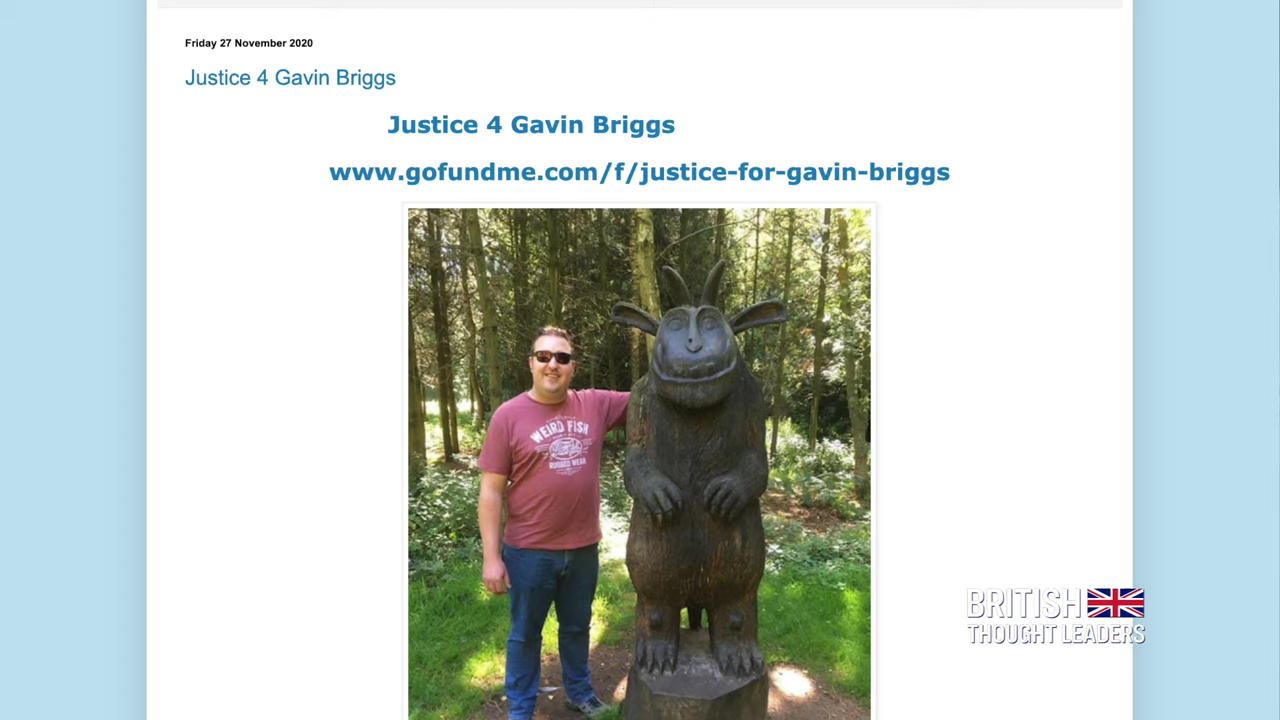 Friday 27 November 2020
Justice 4 Gavin Briggs
Justice 4 Gavin Briggs
www.gofundme.com/f/justice-for-gavin-briggs
WEIRD FISH
RUGGED WEAR
BRITISH
THOUGHT LEADERS